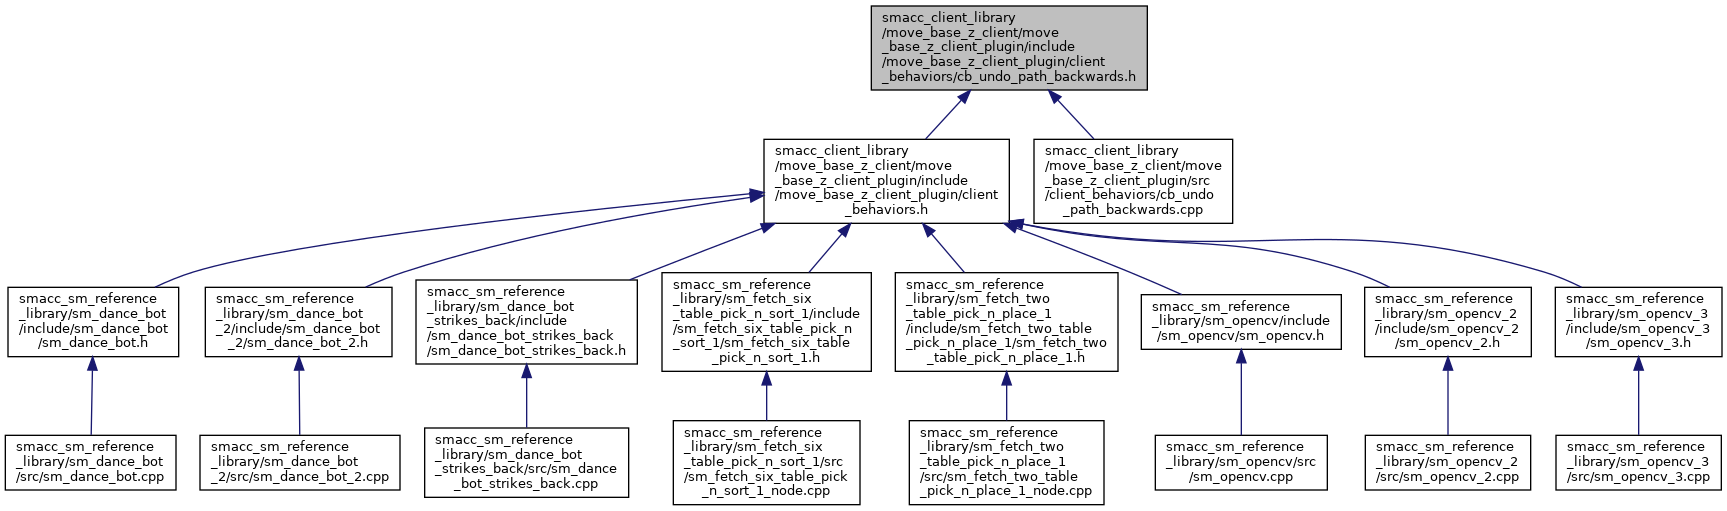 smacc_client_library
/move_base_z_client/move
_base_z_client_plugin/include
/move_base_z_client_plugin/client
_behaviors/cb_undo_path_backwards.h
smacc_client_library
/move_base_z_client/move
_base_z_client_plugin/include
/move_base_z_client_plugin/client
_behaviors.h
smacc_client_library
/move_base_z_client/move
_base_z_client_plugin/src
/client_behaviors/cb_undo
_path_backwards.cpp
smacc_sm_reference
_library/sm_dance_bot
/include/sm_dance_bot
/sm_dance_bot.h
smacc_sm_reference
_library/sm_dance_bot
_2/include/sm_dance_bot
_2/sm_dance_bot_2.h
smacc_sm_reference
_library/sm_dance_bot
_strikes_back/include
/sm_dance_bot_strikes_back
/sm_dance_bot_strikes_back.h
smacc_sm_reference
_library/sm_fetch_six
_table_pick_n_sort_1/include
/sm_fetch_six_table_pick_n
_sort_1/sm_fetch_six_table
_pick_n_sort_1.h
smacc_sm_reference
_library/sm_fetch_two
_table_pick_n_place_1
/include/sm_fetch_two_table
_pick_n_place_1/sm_fetch_two
_table_pick_n_place_1.h
smacc_sm_reference
_library/sm_opencv/include
/sm_opencv/sm_opencv.h
smacc_sm_reference
_library/sm_opencv_2
/include/sm_opencv_2
/sm_opencv_2.h
smacc_sm_reference
_library/sm_opencv_3
/include/sm_opencv_3
/sm_opencv_3.h
smacc_sm_reference
_library/sm_dance_bot
/src/sm_dance_bot.cpp
smacc_sm_reference
_library/sm_dance_bot
_2/src/sm_dance_bot_2.cpp
smacc_sm_reference
_library/sm_dance_bot
_strikes_back/src/sm_dance
_bot_strikes_back.cpp
smacc_sm_reference
_library/sm_fetch_six
_table_pick_n_sort_1/src
/sm_fetch_six_table_pick
_n_sort_1_node.cpp
smacc_sm_reference
_library/sm_fetch_two
_table_pick_n_place_1
/src/sm_fetch_two_table
_pick_n_place_1_node.cpp
smacc_sm_reference
_library/sm_opencv/src
/sm_opencv.cpp
smacc_sm_reference
_library/sm_opencv_2
/src/sm_opencv_2.cpp
smacc_sm_reference
_library/sm_opencv_3
/src/sm_opencv_3.cpp